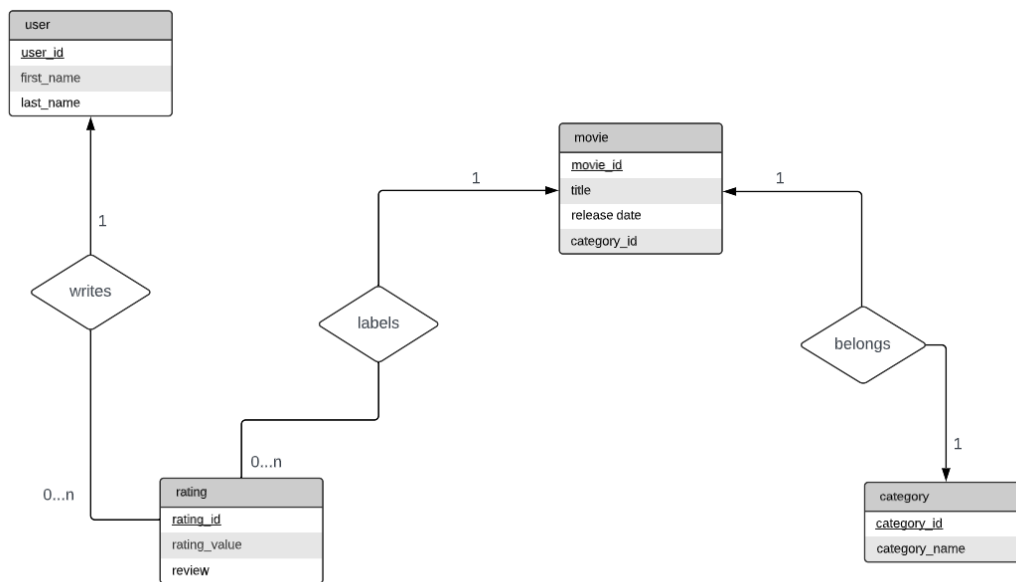 user
user_id
first_name
last_name
1
writes
0...n
rating
rating_id
rating_value
review
0...n
labels
1
movie
movie_id
title
release date
category_id
1
belongs
1
category
category_id
category_name